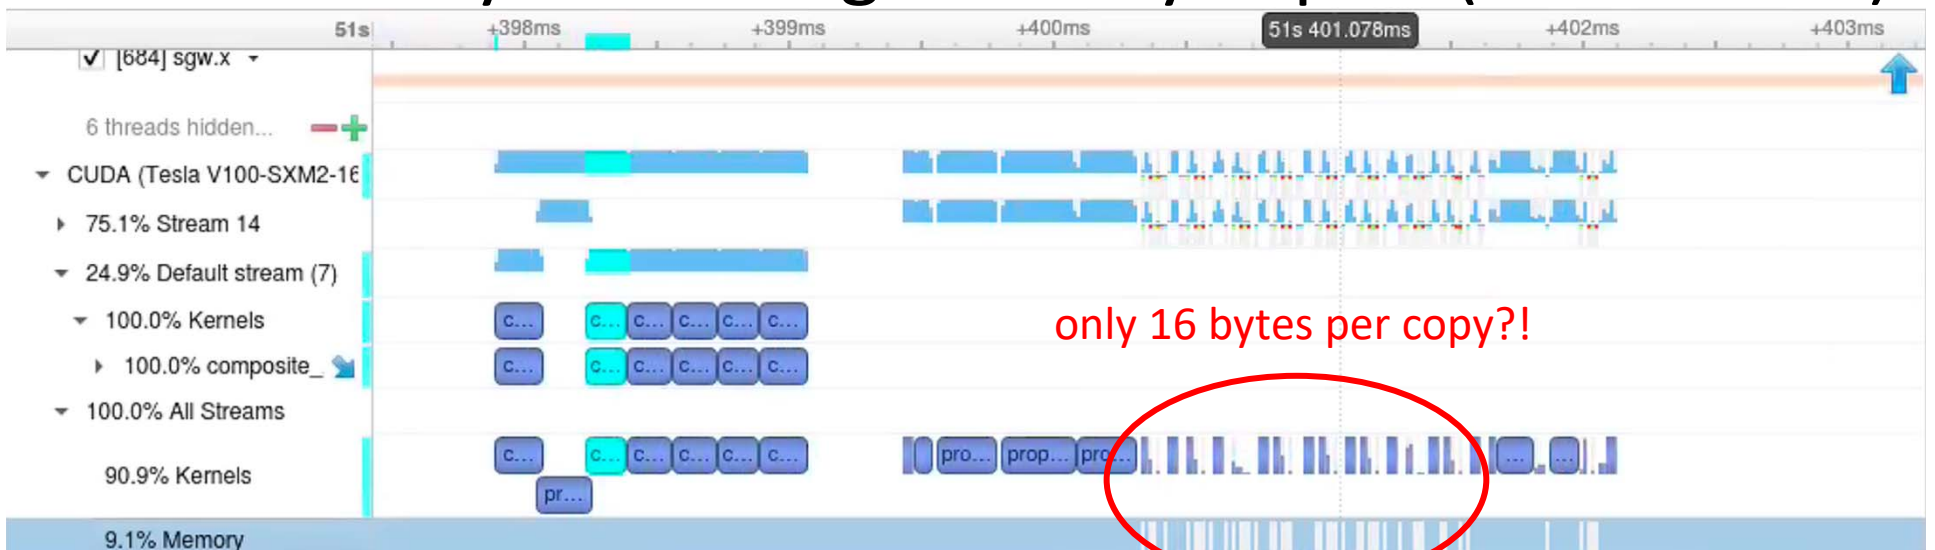 51s +398ms +399ms +400ms 51s 401.078ms +402ms +403ms
[684] sgw.x
6 threads hidden...
CUDA (Tesla V100-SXM2-16
75.1% Stream 14
24.9% Default stream (7)
100.0% Kernels c... c... c... c... c... c...
only 16 bytes per copy?!
100.0% composite_ c... c... c... c... c... c...
100.0% All Streams
c... c... c... c... c... c... pro... prop... pro... ... ...
90.9% Kernels
pr...
9.1% Memory